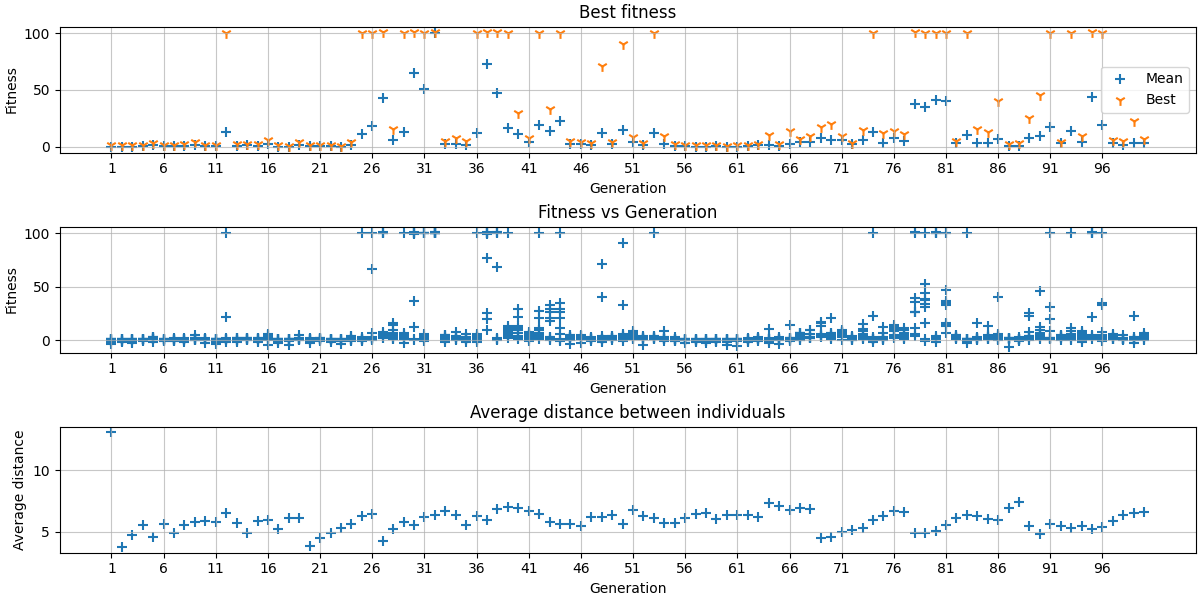 Best fitness
100
50
0
Fitness
Mean
Best
1 6 11 16 21 26 31 36 41 46 51 56 61 66 71 76 81 86 91 96
Generation
Fitness vs Generation
100
50
0
Fitness
1 6 11 16 21 26 31 36 41 46 51 56 61 66 71 76 81 86 91 96
Generation
Average distance between individuals
10
5
Average distance
1 6 11 16 21 26 31 36 41 46 51 56 61 66 71 76 81 86 91 96
Generation